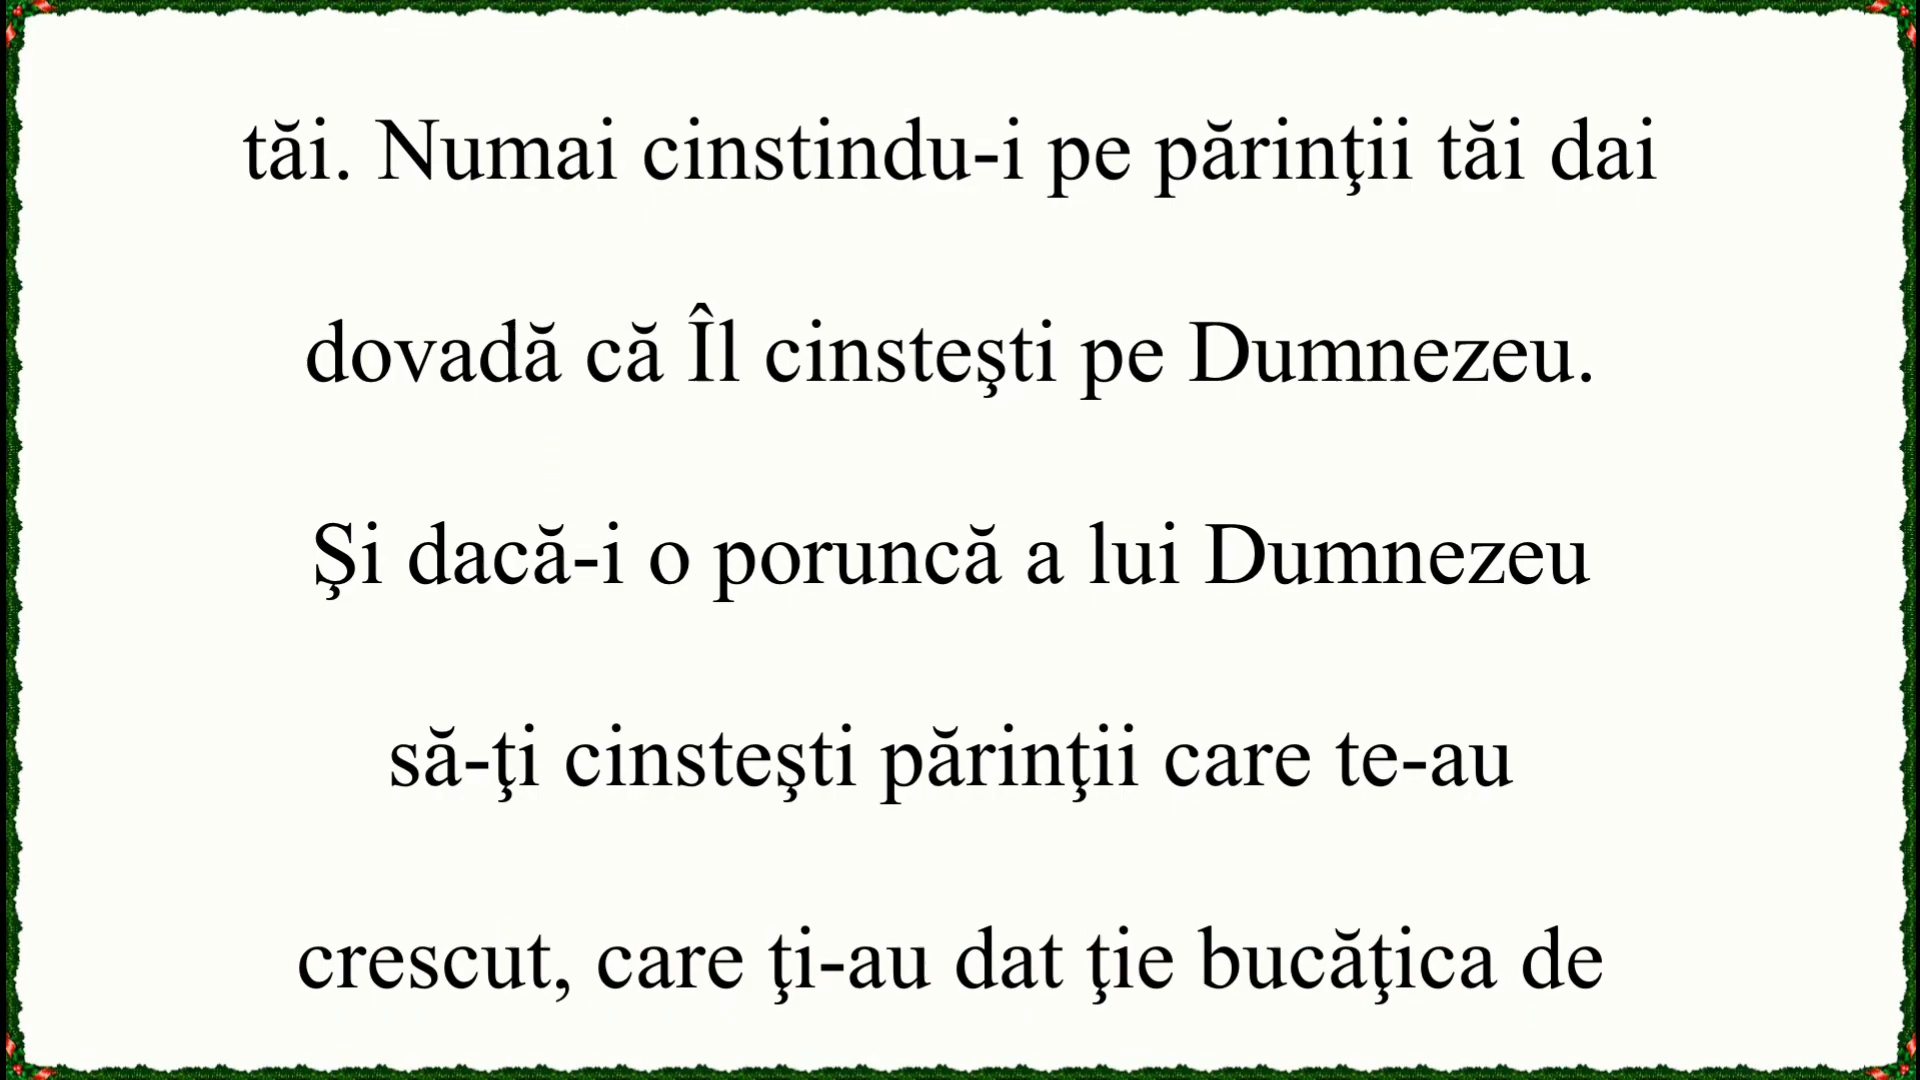 tăi. Numai cinstindu-i pe părinţii tăi dai
dovadă că Îl cinsteşti pe Dumnezeu.
Şi dacă-i o poruncă a lui Dumnezeu
să-ţi cinsteşti părinţii care te-au
crescut, care ţi-au dat ţie bucăţica de